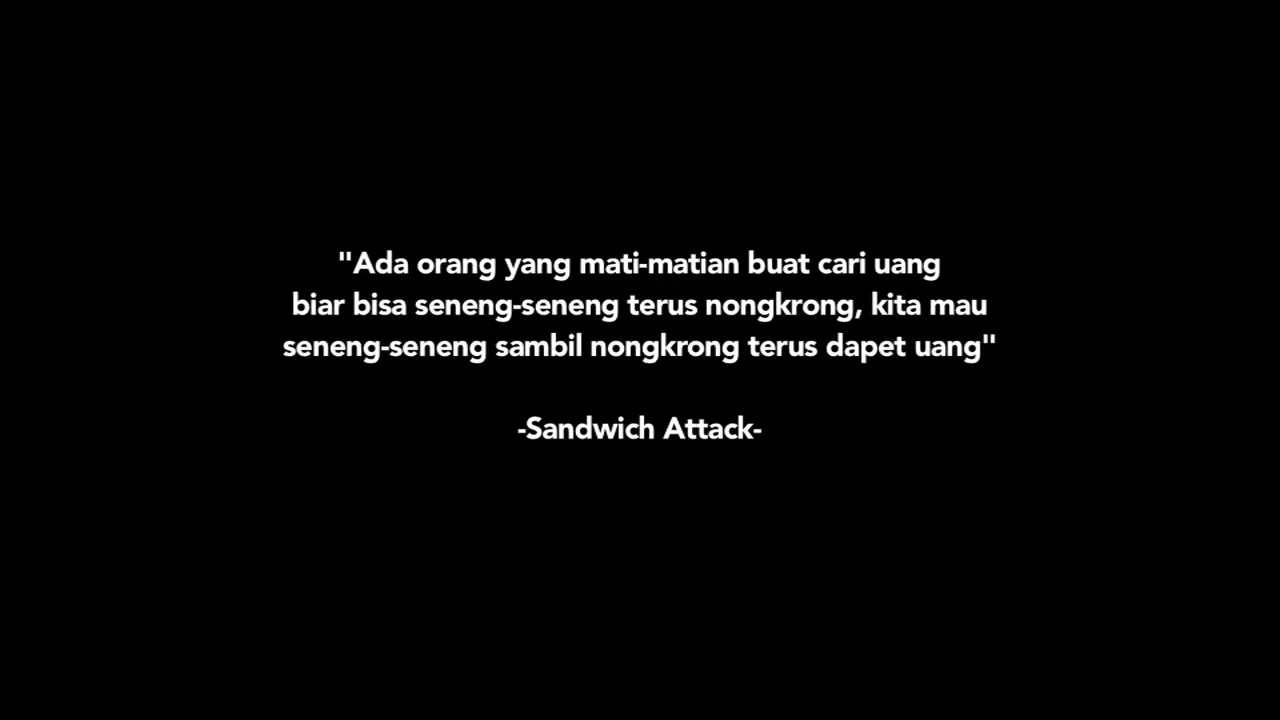 "Ada orang yang mati-matian buat cari uang
biar bisa seneng-seneng terus nongkrong, kita mau
seneng-seneng sambil nongkrong terus dapet uang"
-Sandwich Attack-